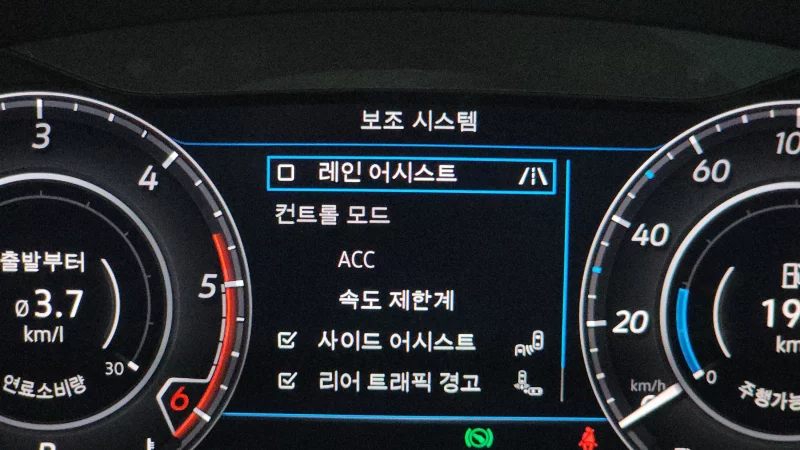 보조 시스템
레인 어시스트
컨트롤 모드
ACC
속도 제한계
사이드 어시스트
리어 트래픽 경고
3
4
5
6
출발부터
ø3.7
km/l
30
연료소비량
20
40
60
10
19
km
0
km/h
주행가능